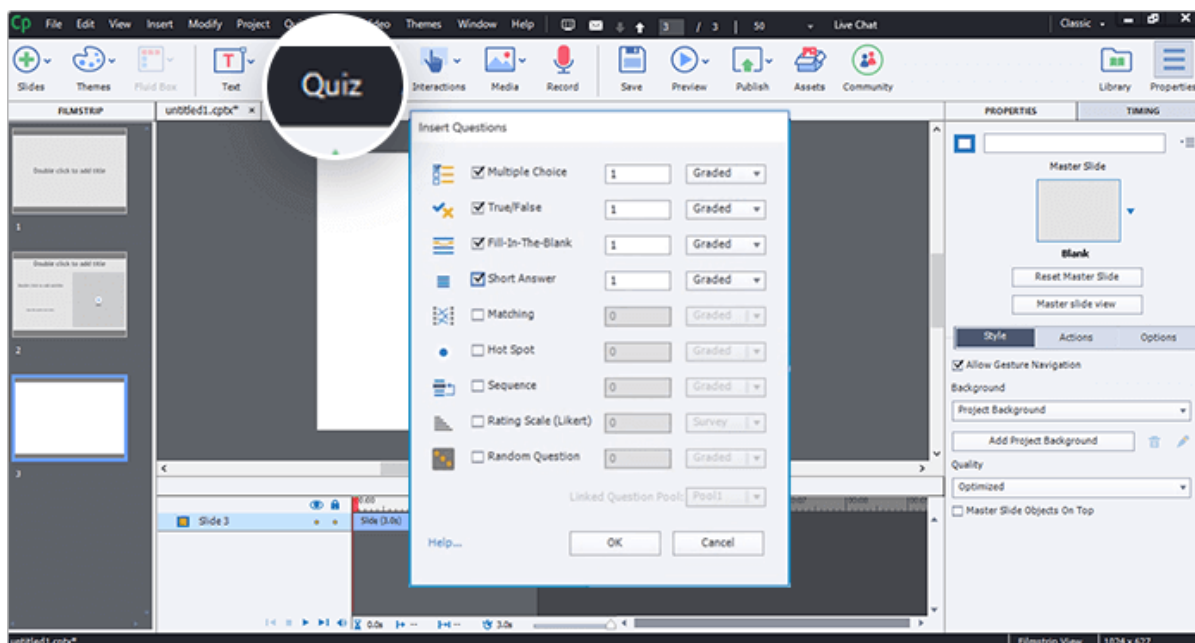 Cp File Edit View Insert Modify Project Themes Window Help 3 / 3 50 Live Chat Classic
Slides Themes Fluid Box Text Quiz Interactions Media Record Save Preview Publish Assets Community Library Properties
FILMSTRIP untitled1.cptx* × PROPERTIES TIMING
Insert Questions
Multiple Choice 1 Graded
True/False 1 Graded
Fill-In-The-Blank 1 Graded
Short Answer 1 Graded
Matching 0 Graded
Hot Spot 0 Graded
Sequence 0 Graded
Rating Scale (Likert) 0 Survey
Random Question 0 Graded
Linked Question Pool: Pool1
Help... OK Cancel
Double click to add title
1
Double click to add title
2
3
Master Slide
Blank
Reset Master Slide
Master slide view
Style Actions Options
Allow Gesture Navigation
Background
Project Background
Add Project Background
Quality
Optimized
Master Slide Objects On Top
Slide 3 Slide (3.0s)
0.0s 3.0s
untitled1.cptx* Filmstrip View 1024 x 627